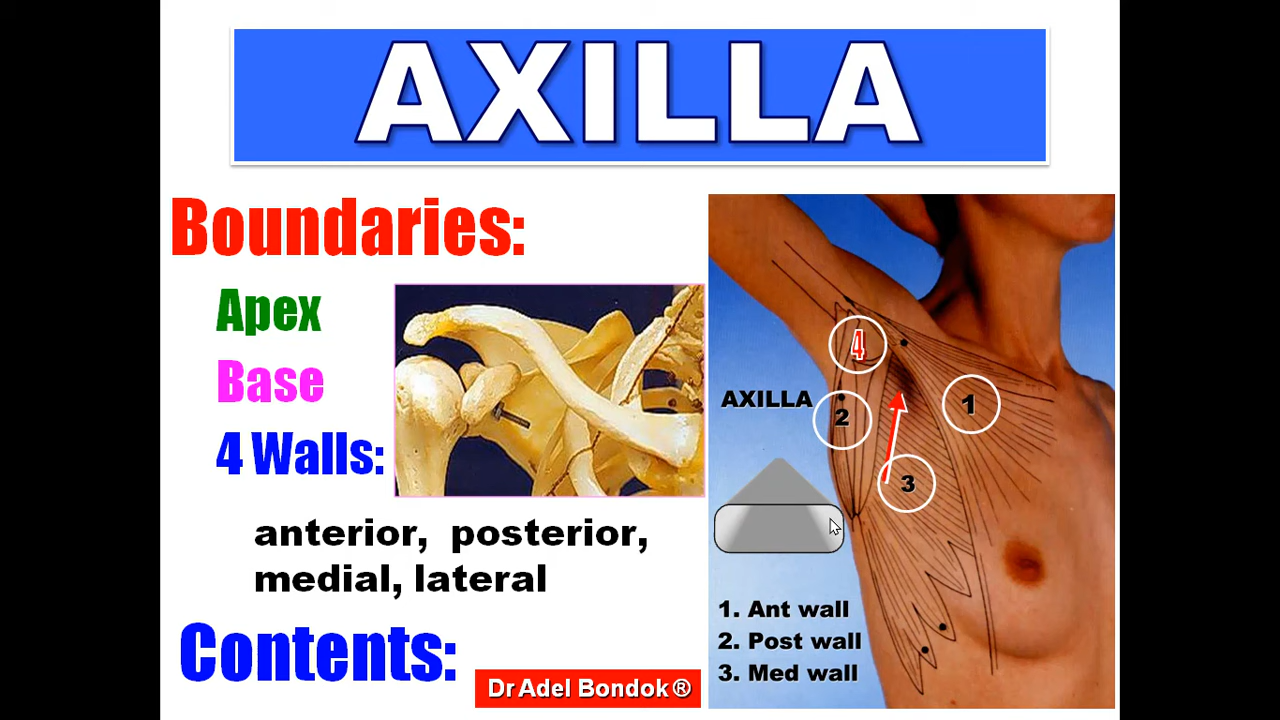 AXILLA
Boundaries:
Apex
Base
4 Walls:
anterior, posterior,
medial, lateral
Contents:
Dr Adel Bondok ®
4
1
AXILLA
2
3
1. Ant wall
2. Post wall
3. Med wall